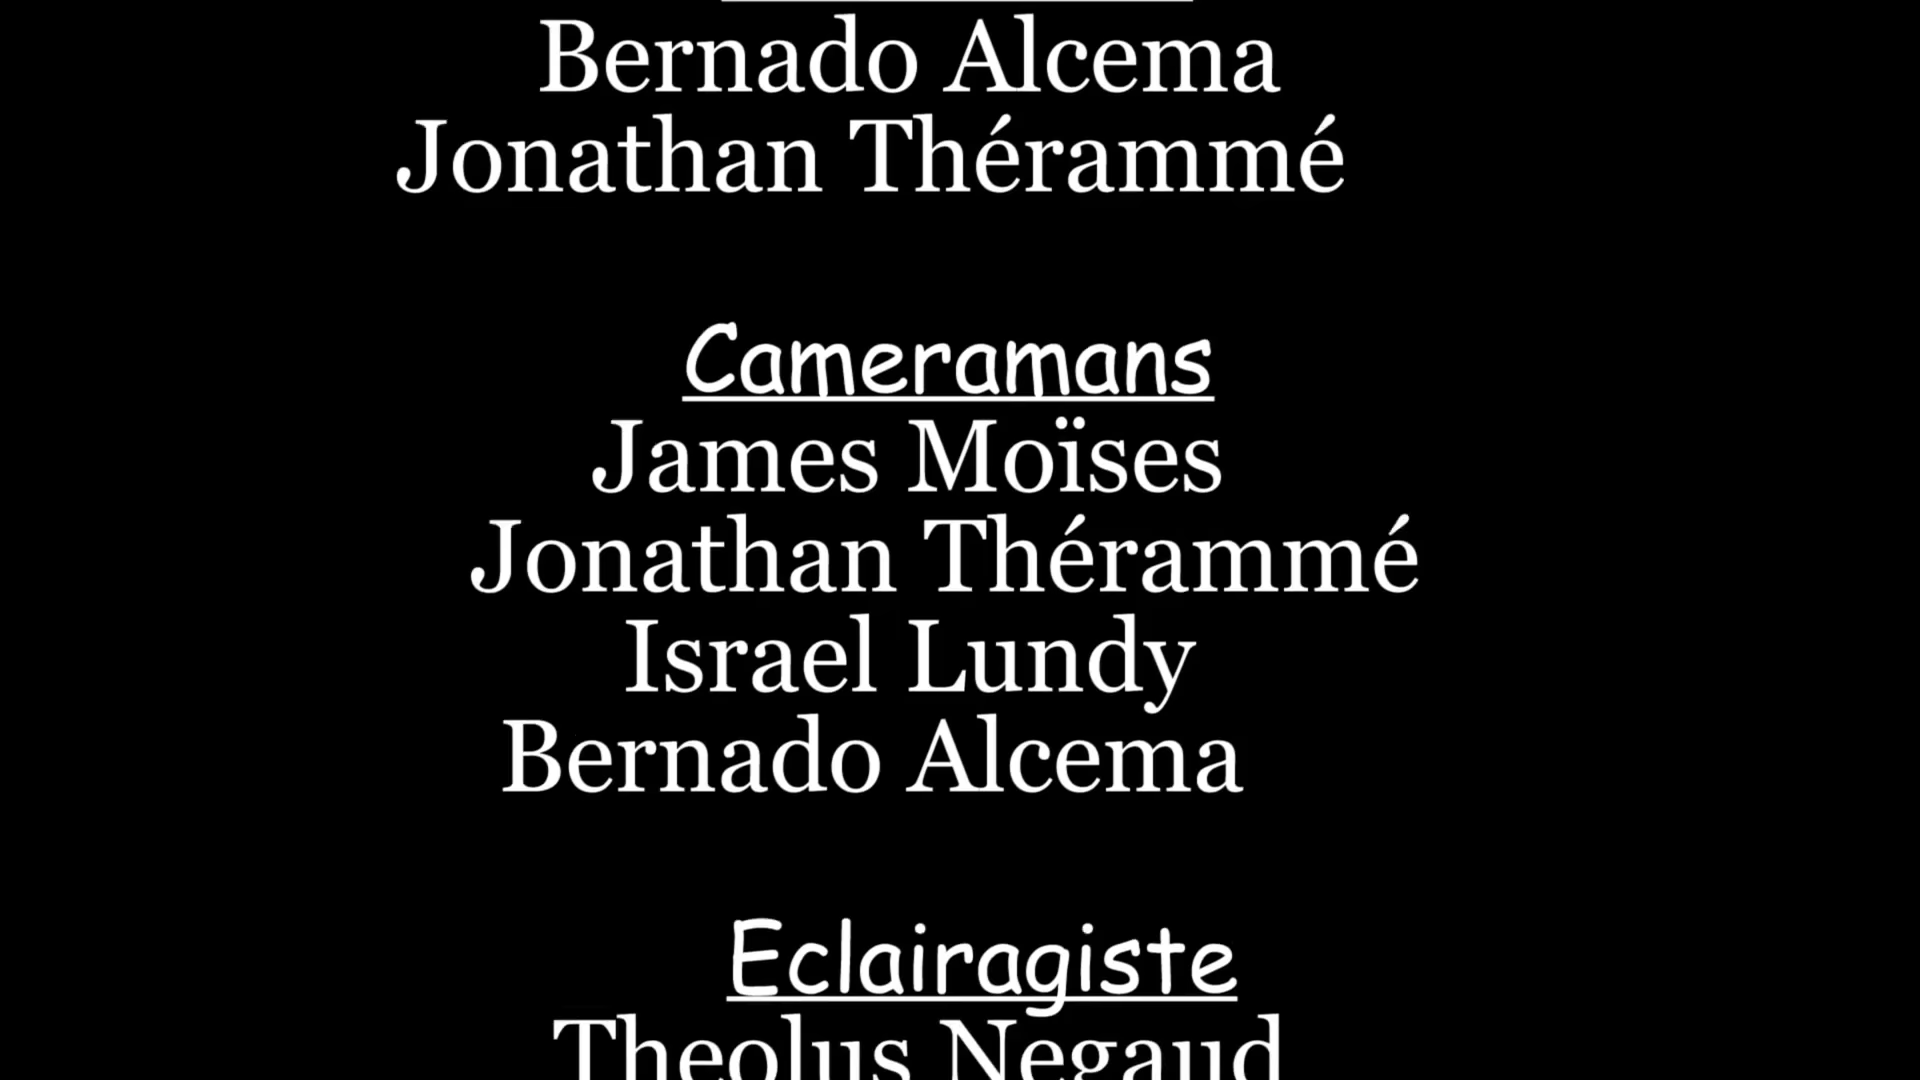 Bernado Alcema
Jonathan Thérammé
Cameramans
James Moïses
Jonathan Thérammé
Israel Lundy
Bernado Alcema
Eclairagiste
Theolus Negaud